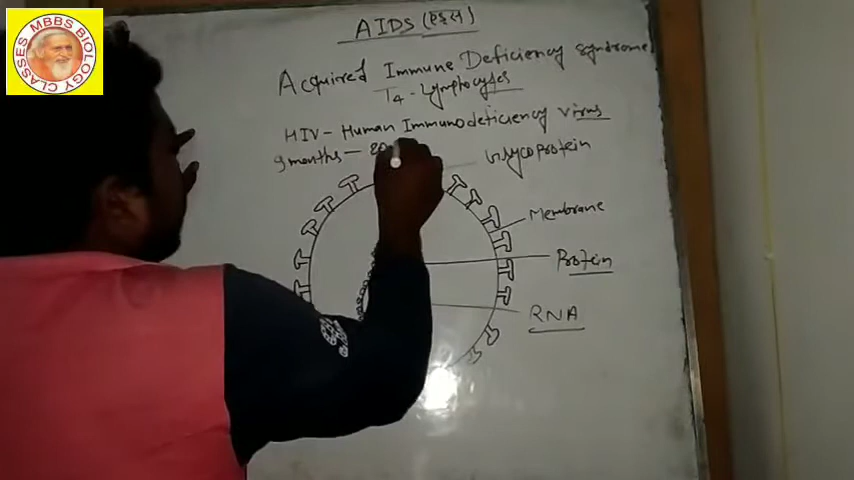 MBBS BIOLOGY CLASSES
AIDS (एड्स)
Acquired Immune Deficiency syndrome
T4 - Lymphocytes
HIV - Human Immunodeficiency virus
9 months -
Glycoprotein
Membrane
Protein
RNA